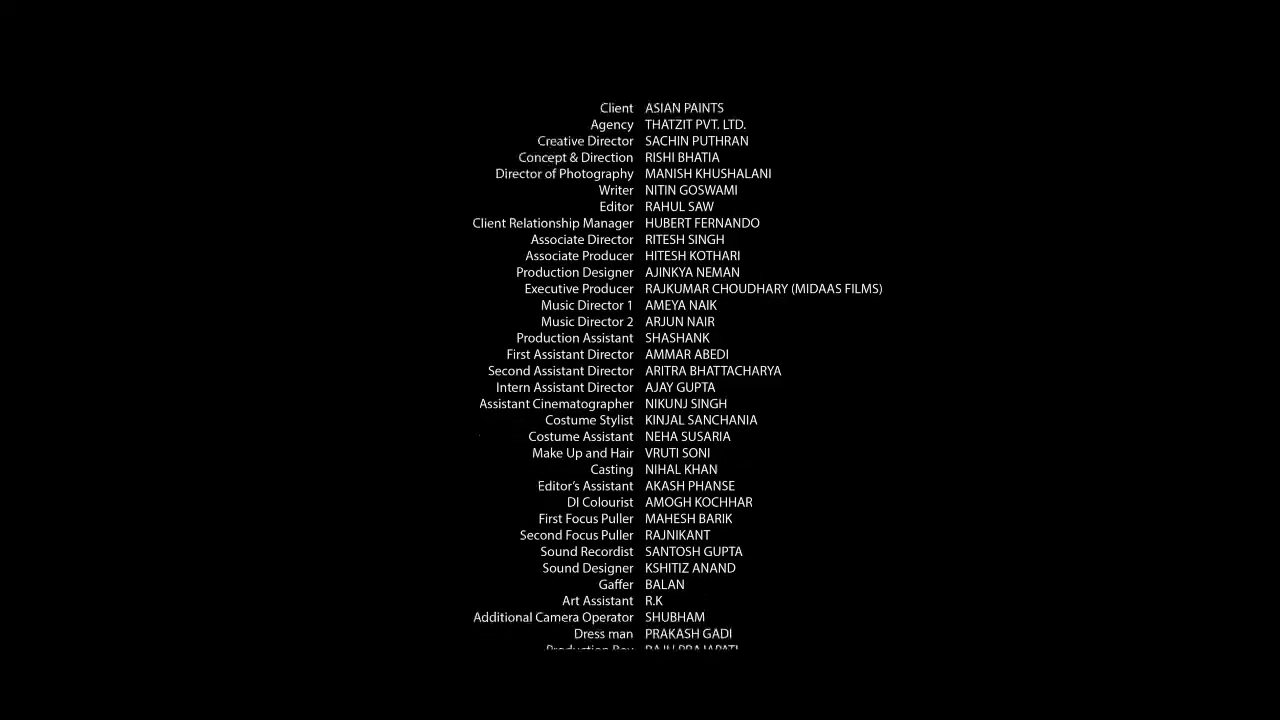 Client ASIAN PAINTS
Agency THATZIT PVT. LTD.
Creative Director SACHIN PUTHRAN
Concept & Direction RISHI BHATIA
Director of Photography MANISH KHUSHALANI
Writer NITIN GOSWAMI
Editor RAHUL SAW
Client Relationship Manager HUBERT FERNANDO
Associate Director RITESH SINGH
Associate Producer HITESH KOTHARI
Production Designer AJINKYA NEMAN
Executive Producer RAJKUMAR CHOUDHARY (MIDAAS FILMS)
Music Director 1 AMEYA NAIK
Music Director 2 ARJUN NAIR
Production Assistant SHASHANK
First Assistant Director AMMAR ABEDI
Second Assistant Director ARITRA BHATTACHARYA
Intern Assistant Director AJAY GUPTA
Assistant Cinematographer NIKUNJ SINGH
Costume Stylist KINJAL SANCHANIA
Costume Assistant NEHA SUSARIA
Make Up and Hair VRUTI SONI
Casting NIHAL KHAN
Editor's Assistant AKASH PHANSE
DI Colourist AMOGH KOCHHAR
First Focus Puller MAHESH BARIK
Second Focus Puller RAJNIKANT
Sound Recordist SANTOSH GUPTA
Sound Designer KSHITIZ ANAND
Gaffer BALAN
Art Assistant R.K
Additional Camera Operator SHUBHAM
Dress man PRAKASH GADI